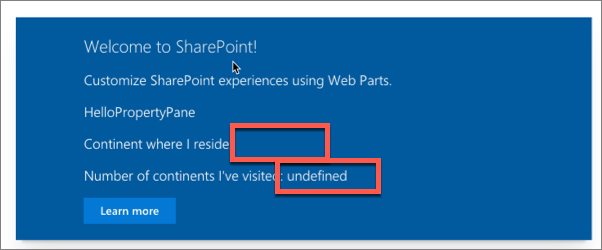 Welcome to SharePoint!
Customize SharePoint experiences using Web Parts.
HelloPropertyPane
Continent where I reside
Number of continents I've visited: undefined
Learn more